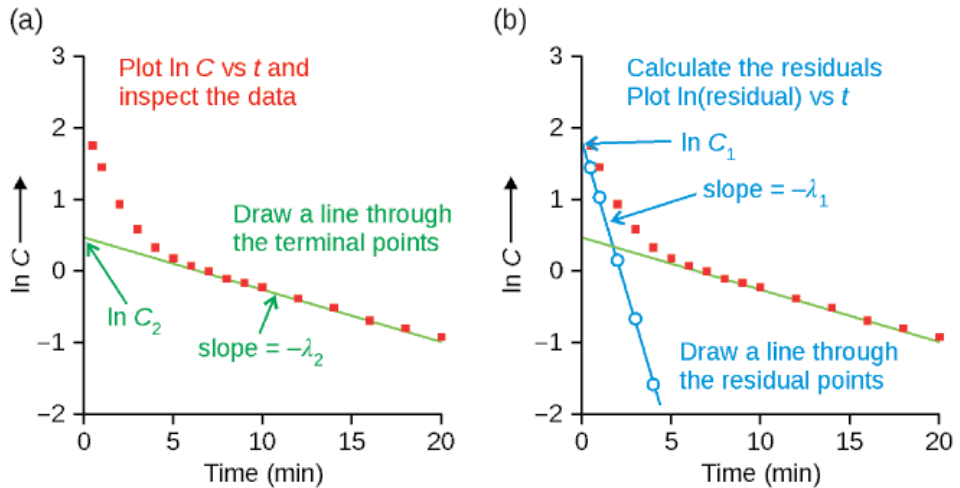 (a)
Plot ln C vs t and
inspect the data
3
2
1
0
−1
−2
ln C
Draw a line through
the terminal points
ln C₂
slope = −λ₂
0
5
10
15
20
Time (min)
(b)
Calculate the residuals
Plot ln(residual) vs t
3
2
1
0
−1
−2
ln C
ln C₁
slope = −λ₁
Draw a line through
the residual points
0
5
10
15
20
Time (min)